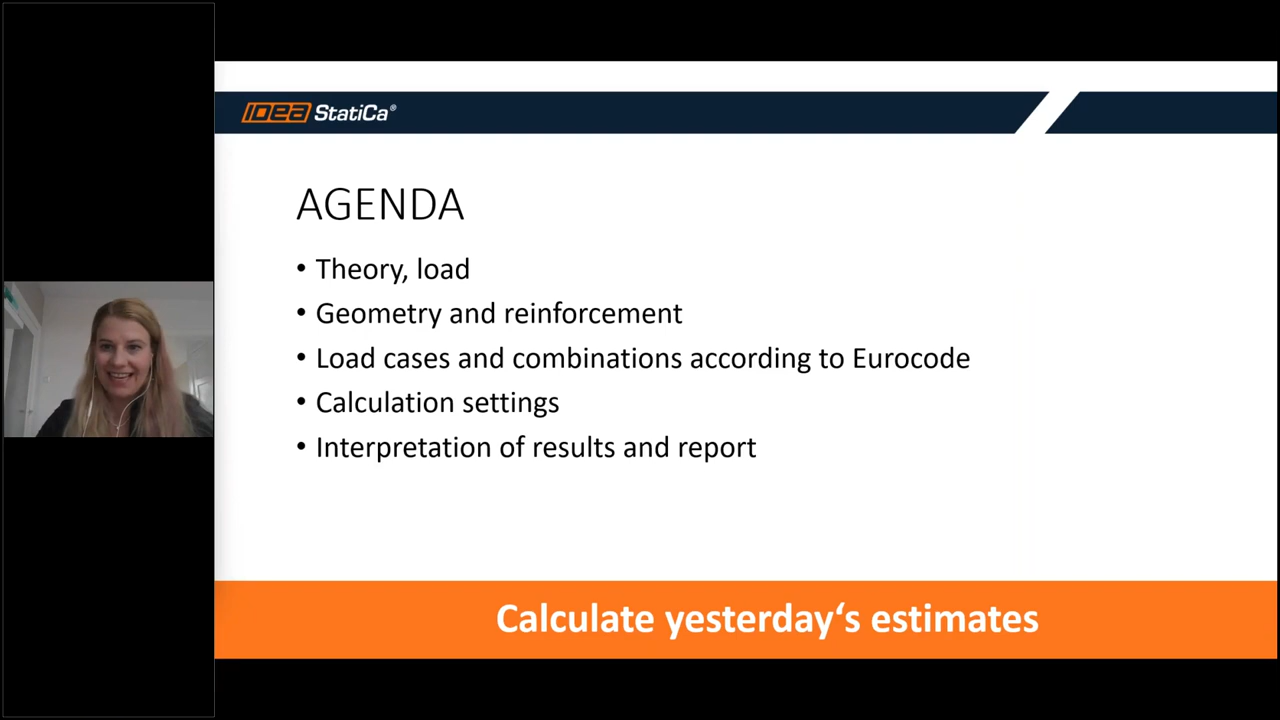 IDEA StatiCa®
AGENDA
• Theory, load
• Geometry and reinforcement
• Load cases and combinations according to Eurocode
• Calculation settings
• Interpretation of results and report
Calculate yesterday‘s estimates